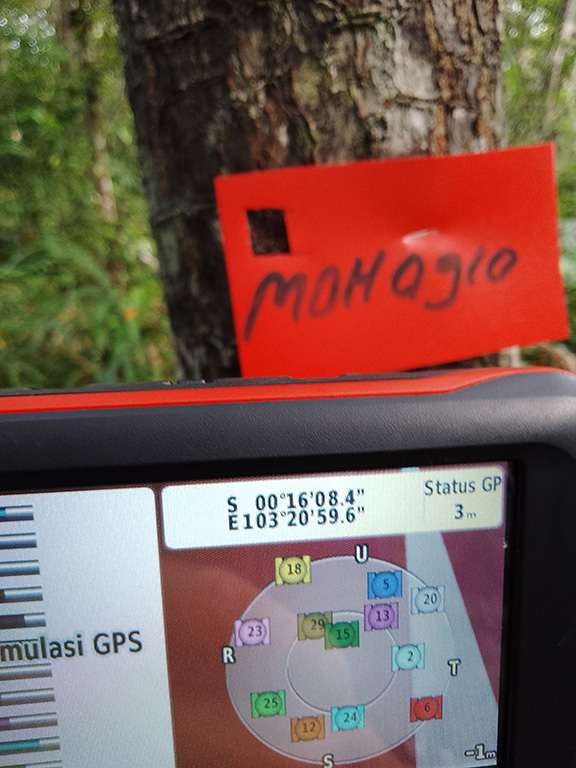 MOHAgIO
S 00°16'08.4"
E 103°20'59.6"
Status GP
3m
U
18
5
20
29
13
23
15
R
2
T
mulasi GPS
25
6
24
12
S
-1m